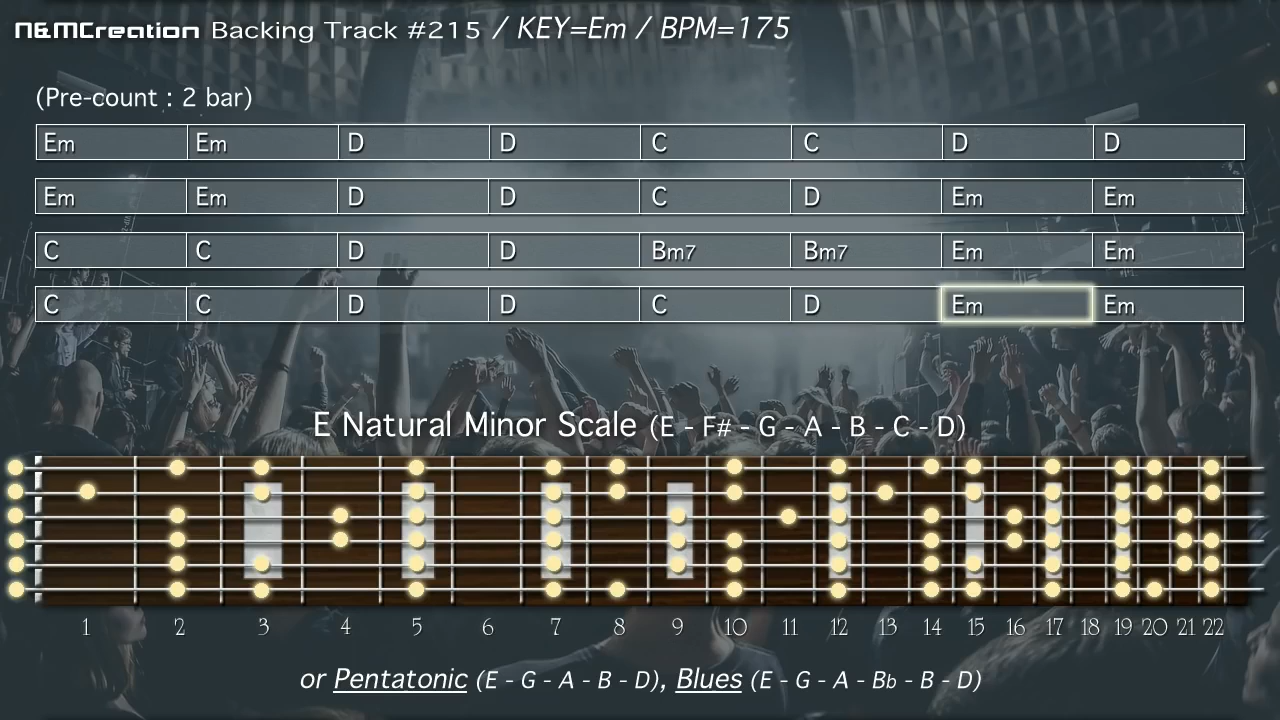 N&MCreation Backing Track #215 / KEY=Em / BPM=175
(Pre-count : 2 bar)
Em Em D D C C D D
Em Em D D C D Em Em
C C D D Bm7 Bm7 Em Em
C C D D C D Em Em
E Natural Minor Scale (E - F# - G - A - B - C - D)
1 2 3 4 5 6 7 8 9 10 11 12 13 14 15 16 17 18 19 20 21 22
or Pentatonic (E - G - A - B - D), Blues (E - G - A - Bb - B - D)